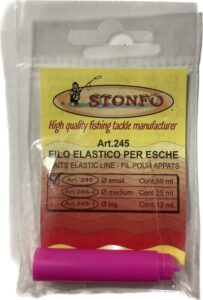 STONFO
High quality fishing tackle manufacturer
Art.245
FILO ELASTICO PER ESCHE
BAITS ELASTIC LINE - FIL POUR APPATS
Art. 245 Ø small Cont.50 mt
Art. 245-2 Ø medium Cont.25 mt
Art. 245-1 Ø big Cont.12 mt